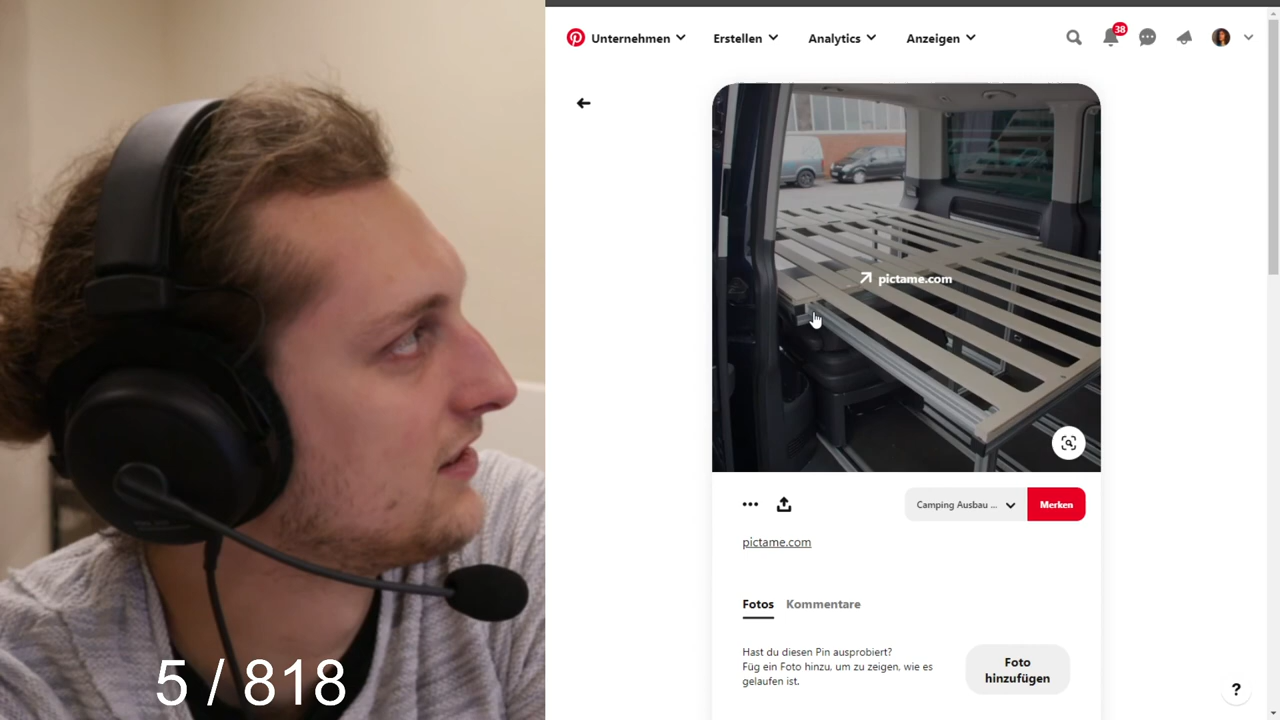 Unternehmen
Erstellen
Analytics
Anzeigen
38
pictame.com
Camping Ausbau ...
Merken
pictame.com
Fotos
Kommentare
Hast du diesen Pin ausprobiert?
Füg ein Foto hinzu, um zu zeigen, wie es
gelaufen ist.
Foto
hinzufügen
?
5 / 818